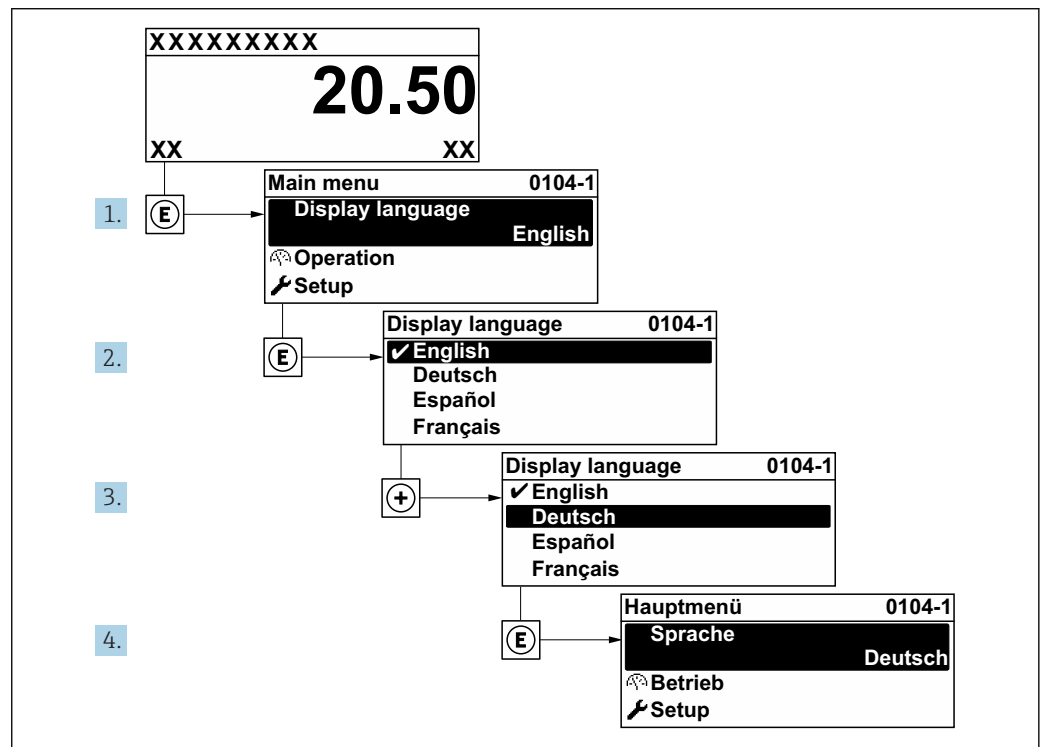 XXXXXXXXX
20.50
XX XX
1. E
Main menu 0104-1
Display language
English
Operation
Setup
2. E
Display language 0104-1
✔English
Deutsch
Español
Français
3. +
Display language 0104-1
✔English
Deutsch
Español
Français
4. E
Hauptmenü 0104-1
Sprache
Deutsch
Betrieb
Setup